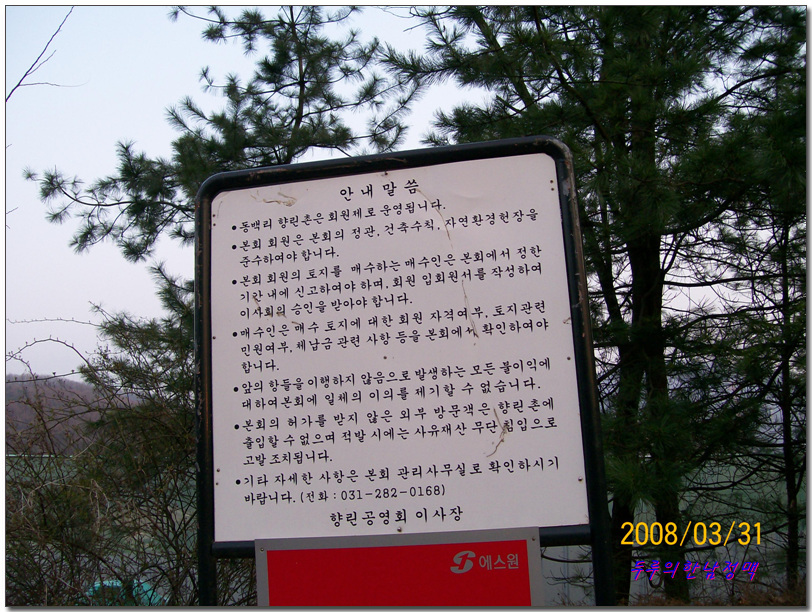 안내말씀
• 동백리 향린촌은 회원제로 운영됩니다.
• 본회 회원은 본회의 정관, 건축수칙, 자연환경헌장을
준수하여야 합니다.
• 본회 회원의 토지를 매수하는 매수인은 본회에서 정한
기한 내에 신고하여야 하며, 회원 입회원서를 작성하여
이사회의 승인을 받아야 합니다.
• 매수인은 매수 토지에 대한 회원 자격여부, 토지관련
민원여부, 체납금 관련 사항 등을 본회에서 확인하여야
합니다.
• 앞의 항들을 이행하지 않음으로 발생하는 모든 불이익에
대하여 본회에 일체의 이의를 제기할 수 없습니다.
• 본회의 허가를 받지 않은 외부 방문객은 향린촌에
출입할 수 없으며 적발 시에는 사유재산 무단 침입으로
고발 조치됩니다.
• 기타 자세한 사항은 본회 관리사무실로 확인하시기
바랍니다. (전화 : 031-282-0168)
향린공영회 이사장
에스원
2008/03/31
두루의한남정맥